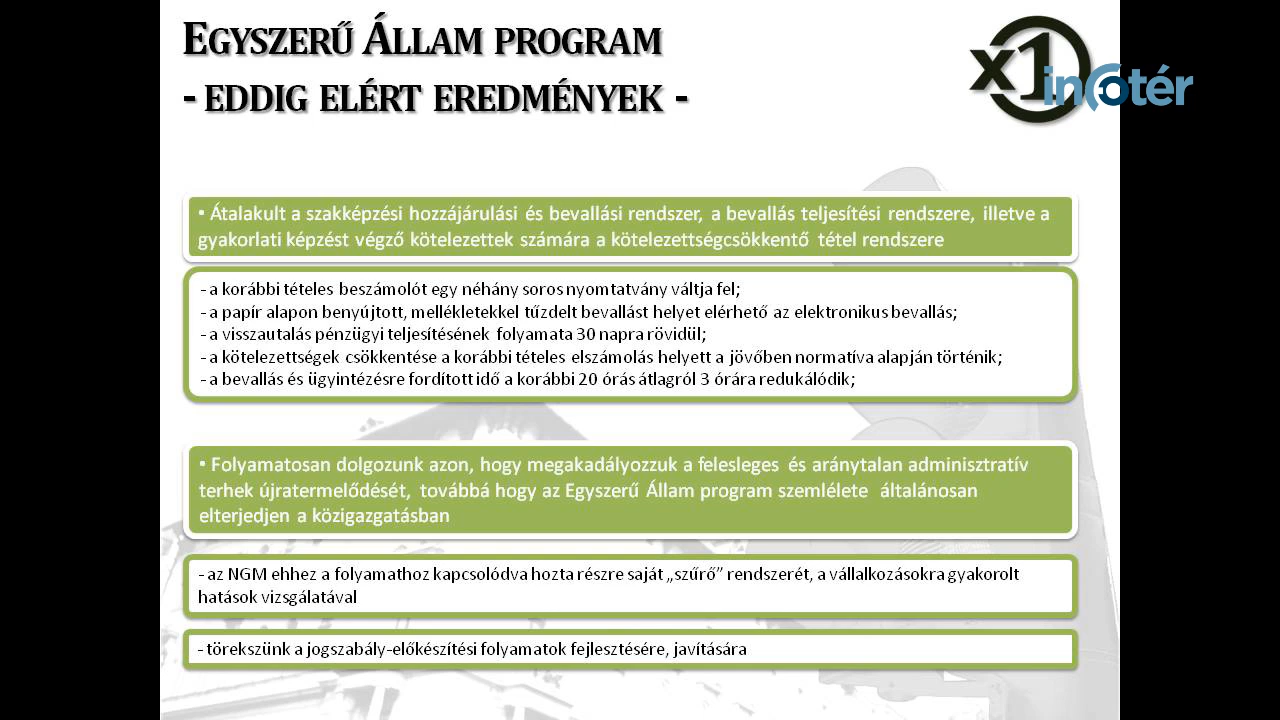 EGYSZERŰ ÁLLAM PROGRAM
- EDDIG ELÉRT EREDMÉNYEK -
x1
infotér
• Átalakult a szakképzési hozzájárulási és bevallási rendszer, a bevallás teljesítési rendszere, illetve a
gyakorlati képzést végző kötelezettek számára a kötelezettségcsökkentő tétel rendszere
- a korábbi tételes beszámolót egy néhány soros nyomtatvány váltja fel;
- a papír alapon benyújtott, mellékletekkel tűzdelt bevallást helyet elérhető az elektronikus bevallás;
- a visszautalás pénzügyi teljesítésének folyamata 30 napra rövidül;
- a kötelezettségek csökkentése a korábbi tételes elszámolás helyett a jövőben normatíva alapján történik;
- a bevallás és ügyintézésre fordított idő a korábbi 20 órás átlagról 3 órára redukálódik;
• Folyamatosan dolgozunk azon, hogy megakadályozzuk a felesleges és aránytalan adminisztratív
terhek újratermelődését, továbbá hogy az Egyszerű Állam program szemlélete általánosan
elterjedjen a közigazgatásban
- az NGM ehhez a folyamathoz kapcsolódva hozta részre saját „szűrő” rendszerét, a vállalkozásokra gyakorolt
hatások vizsgálatával
- törekszünk a jogszabály-előkészítési folyamatok fejlesztésére, javítására